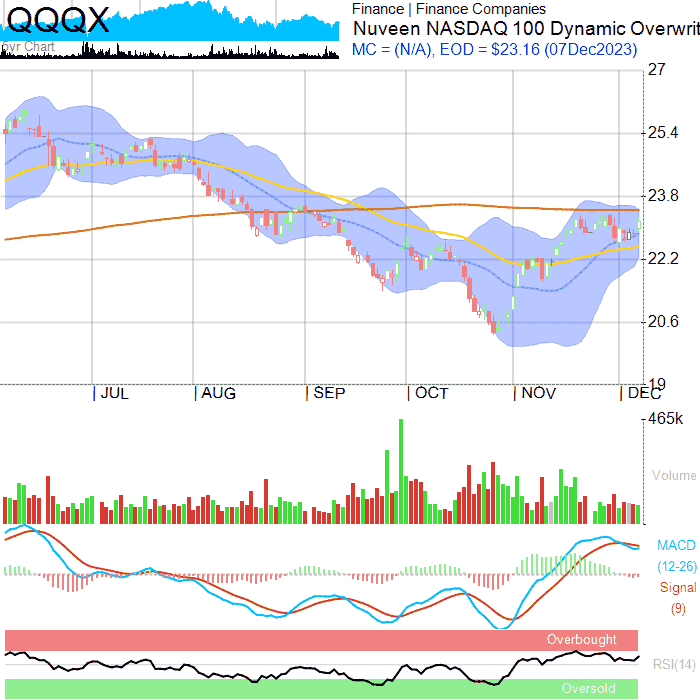 QQQX
5yr Chart
Finance | Finance Companies
Nuveen NASDAQ 100 Dynamic Overwrit
MC = (N/A), EOD = $23.16 (07Dec2023)
27
25.4
23.8
22.2
20.6
19
JUL AUG SEP OCT NOV DEC
465k
Volume
MACD
(12-26)
Signal
(9)
Overbought
RSI(14)
Oversold